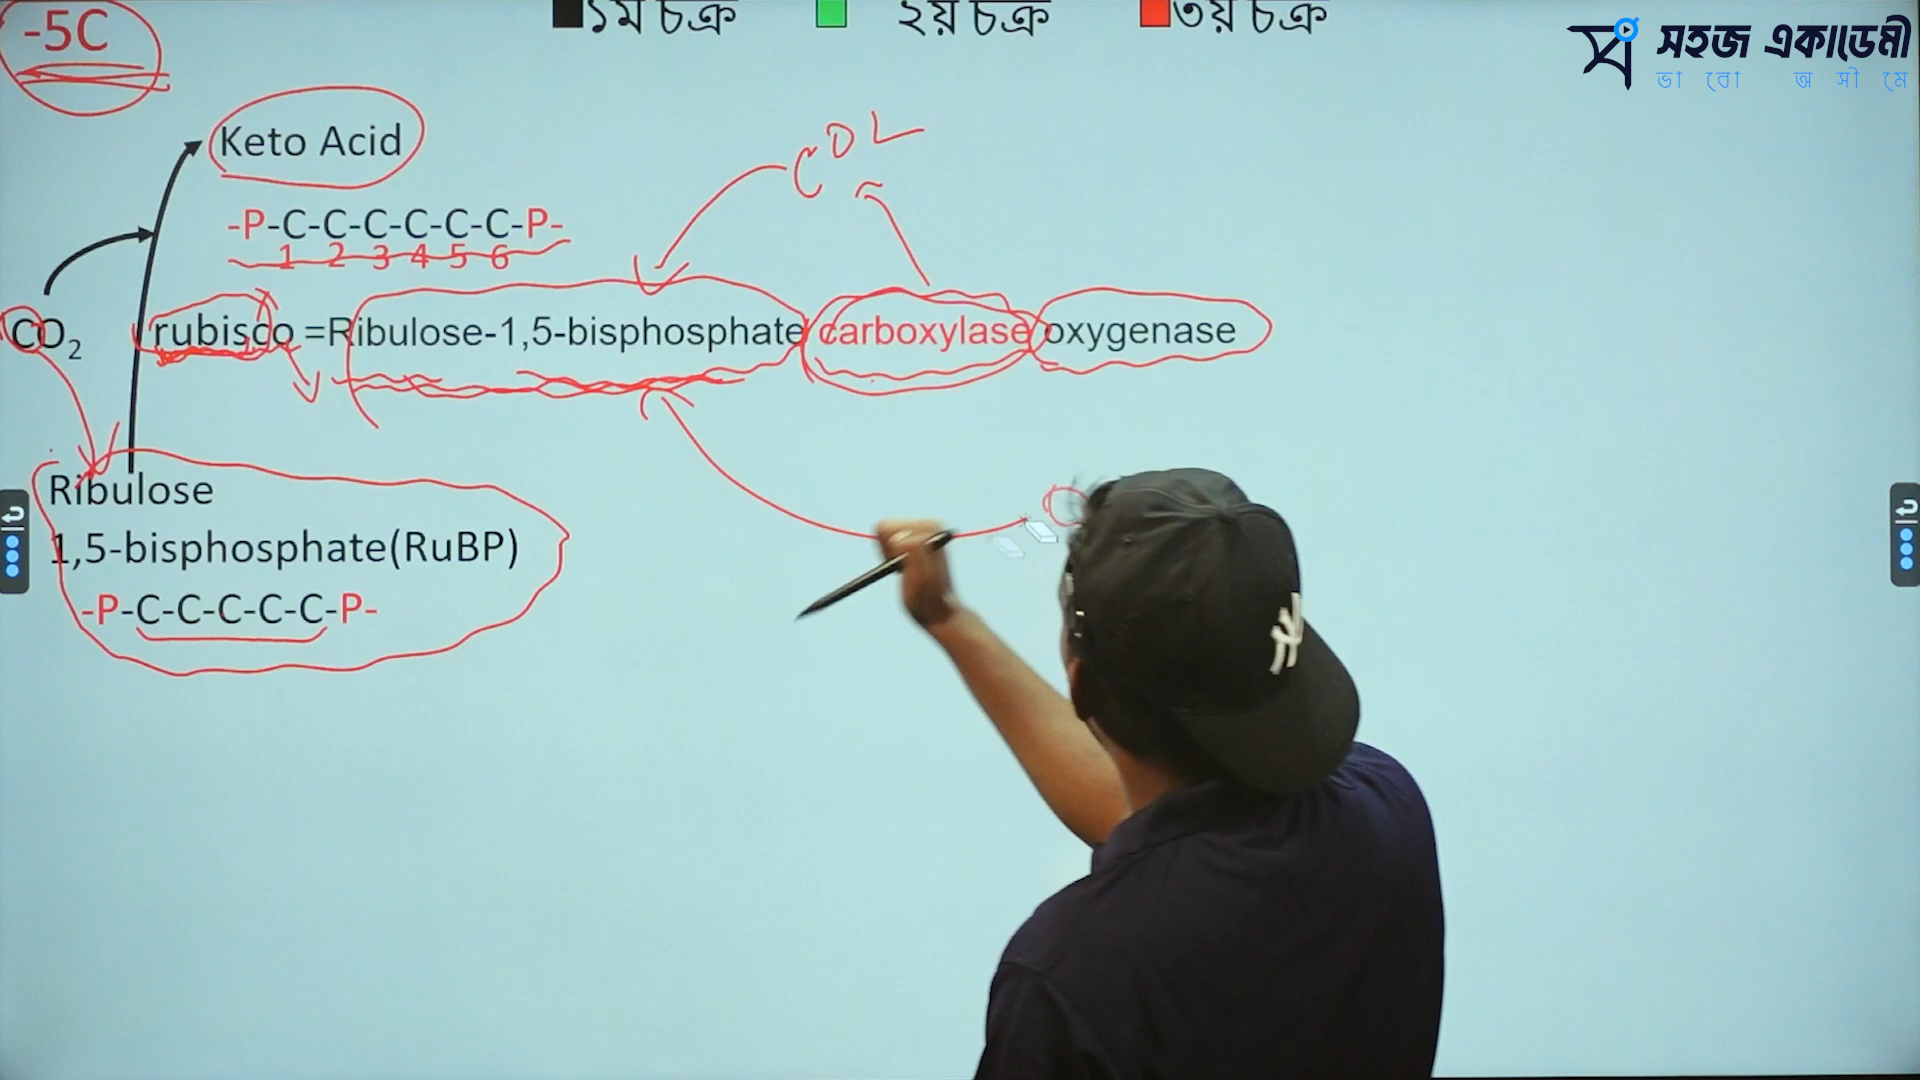 -5C
১ম চক্র ২য় চক্র ৩য় চক্র
সহজ একাডেমী
ভাবো অসীমে
Keto Acid
-P-C-C-C-C-C-C-P-
1 2 3 4 5 6
CO₂
rubisco =Ribulose-1,5-bisphosphate carboxylase oxygenase
Ribulose
1,5-bisphosphate(RuBP)
-P-C-C-C-C-C-P-